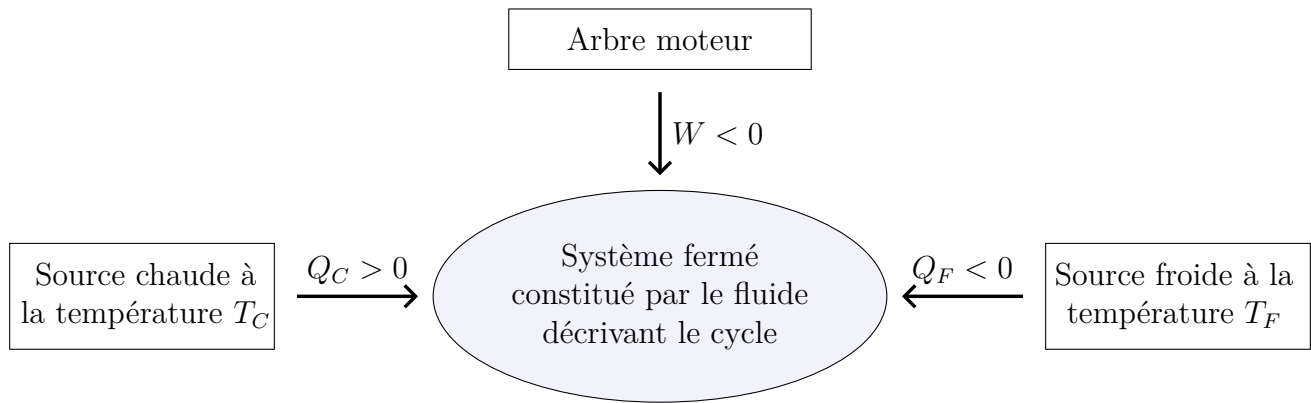 Arbre moteur
W < 0
Source chaude à
la température T_C
Q_C > 0
Système fermé
constitué par le fluide
décrivant le cycle
Q_F < 0
Source froide à la
température T_F